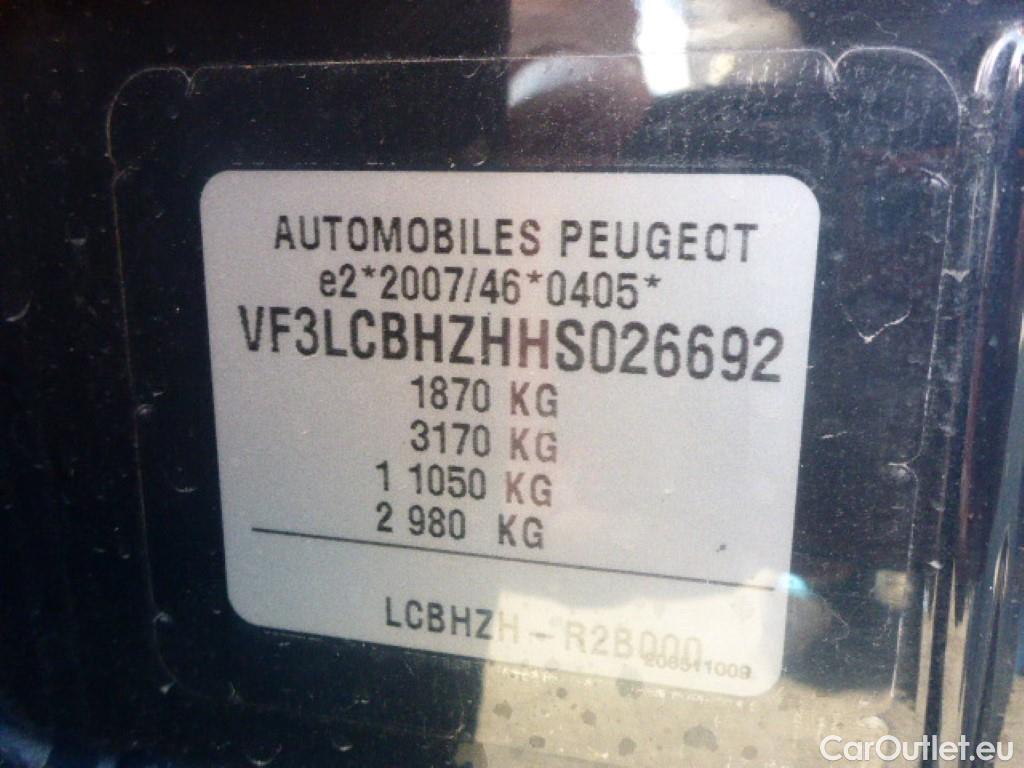 AUTOMOBILES PEUGEOT
e2*2007/46*0405*
VF3LCBHZHHS026692
1870 KG
3170 KG
1 1050 KG
2 980 KG
LCBHZH – R2B000
206511009
CarOutlet.eu